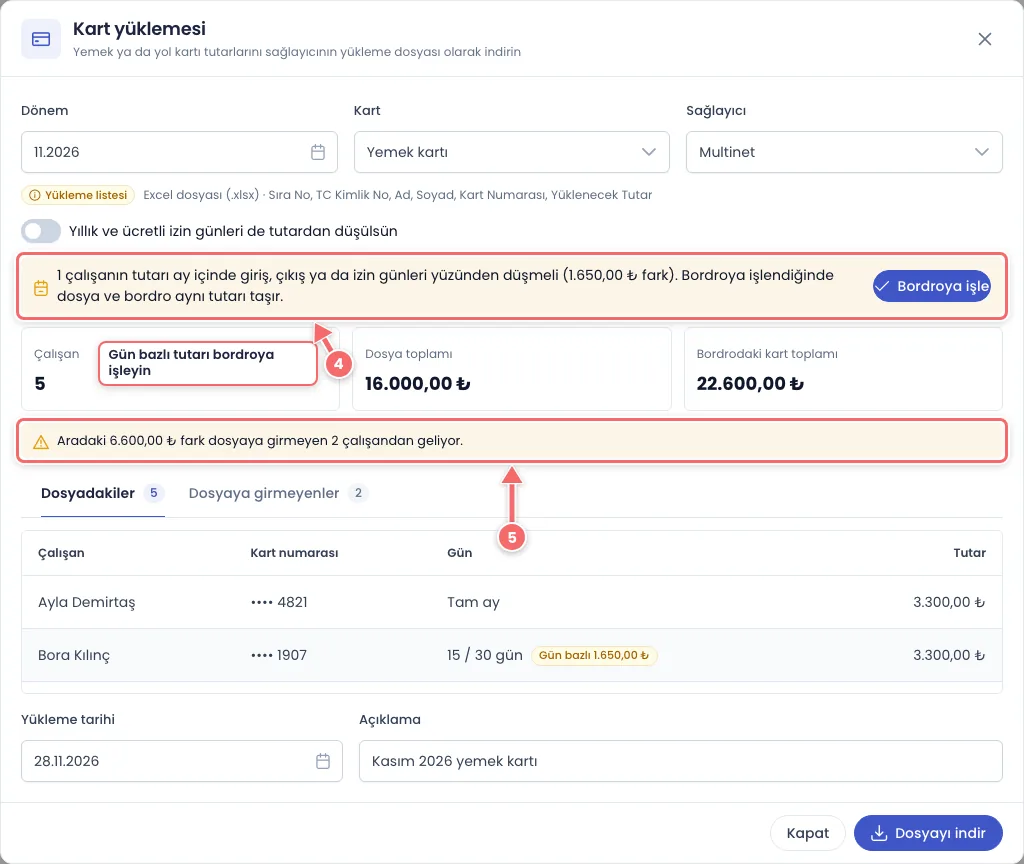 Kart yüklemesi
Yemek ya da yol kartı tutarlarını sağlayıcının yükleme dosyası olarak indirin
Dönem
Kart
Sağlayıcı
11.2026
Yemek kartı
Multinet
Yükleme listesi
Excel dosyası (.xlsx) · Sıra No, TC Kimlik No, Ad, Soyad, Kart Numarası, Yüklenecek Tutar
Yıllık ve ücretli izin günleri de tutardan düşülsün
1 çalışanın tutarı ay içinde giriş, çıkış ya da izin günleri yüzünden düşmeli (1.650,00 ₺ fark). Bordroya işlendiğinde
dosya ve bordro aynı tutarı taşır.
Bordroya işle
Çalışan
5
Gün bazlı tutarı bordroya
işleyin
4
Dosya toplamı
16.000,00 ₺
Bordrodaki kart toplamı
22.600,00 ₺
Aradaki 6.600,00 ₺ fark dosyaya girmeyen 2 çalışandan geliyor.
5
Dosyadakiler 5
Dosyaya girmeyenler 2
Çalışan
Kart numarası
Gün
Tutar
Ayla Demirtaş
•••• 4821
Tam ay
3.300,00 ₺
Bora Kılınç
•••• 1907
15 / 30 gün
Gün bazlı 1.650,00 ₺
3.300,00 ₺
Yükleme tarihi
Açıklama
28.11.2026
Kasım 2026 yemek kartı
Kapat
Dosyayı indir